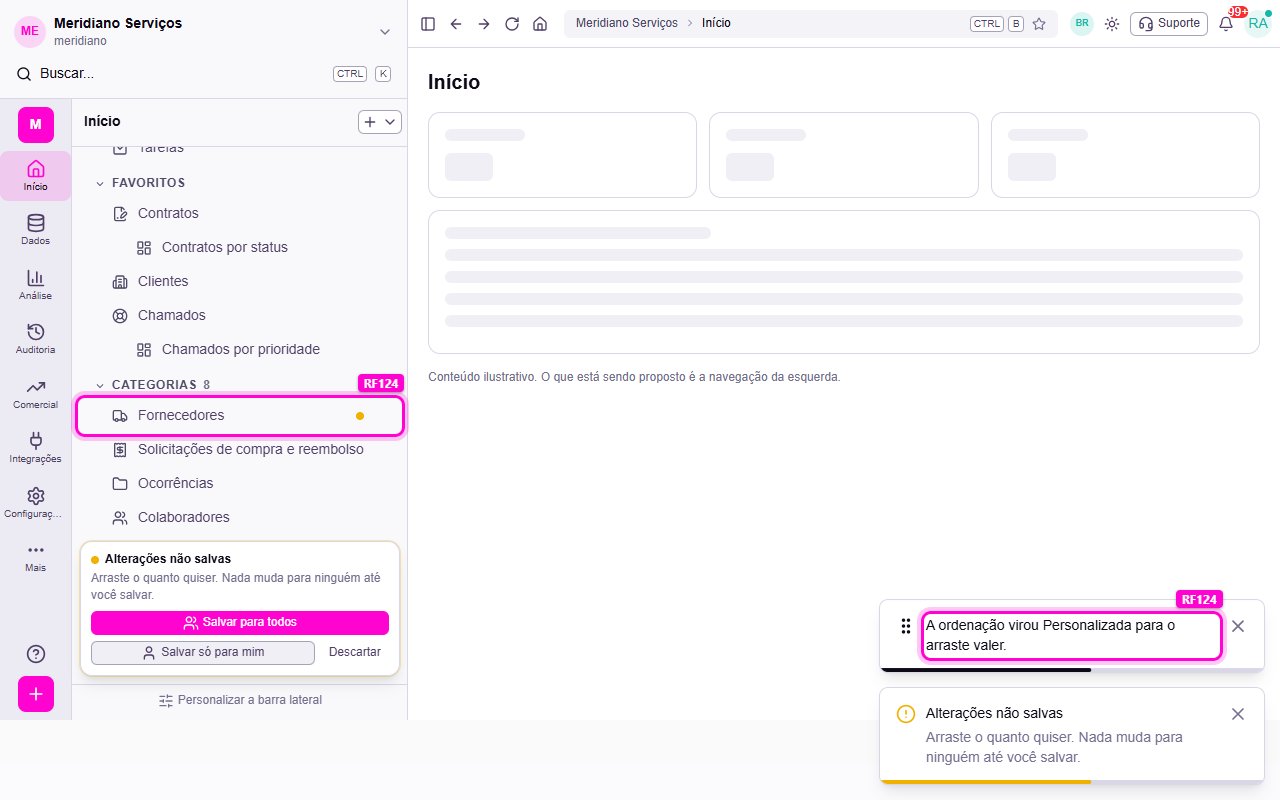 ME
Meridiano Serviços
meridiano
Buscar...
CTRL K
Meridiano Serviços > Início
CTRL B
BR
Suporte
99+
RA
M
Início
Dados
Análise
Auditoria
Comercial
Integrações
Configuraç...
Mais
Início
Tarefas
FAVORITOS
Contratos
Contratos por status
Clientes
Chamados
Chamados por prioridade
CATEGORIAS 8
RF124
Fornecedores
Solicitações de compra e reembolso
Ocorrências
Colaboradores
Alterações não salvas
Arraste o quanto quiser. Nada muda para ninguém até
você salvar.
Salvar para todos
Salvar só para mim
Descartar
Personalizar a barra lateral
Início
Conteúdo ilustrativo. O que está sendo proposto é a navegação da esquerda.
RF124
A ordenação virou Personalizada para o
arraste valer.
Alterações não salvas
Arraste o quanto quiser. Nada muda para
ninguém até você salvar.